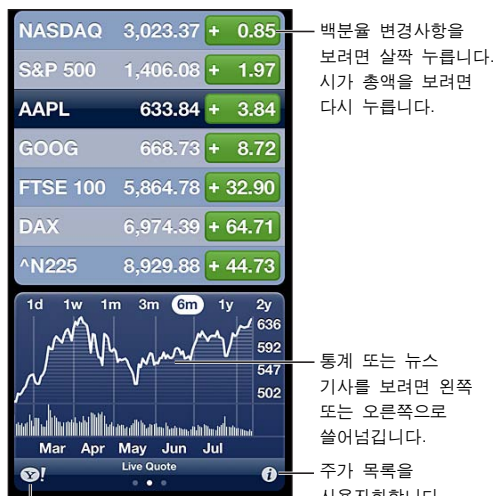 NASDAQ 3,023.37 + 0.85
S&P 500 1,406.08 + 1.97
AAPL 633.84 + 3.84
GOOG 668.73 + 8.72
FTSE 100 5,864.78 + 32.90
DAX 6,974.39 + 64.71
^N225 8,929.88 + 44.73
백분율 변경사항을
보려면 살짝 누릅니다.
시가 총액을 보려면
다시 누릅니다.
1d 1w 1m 3m 6m 1y 2y
636
592
547
502
Mar Apr May Jun Jul
Live Quote
Y!
i
통계 또는 뉴스
기사를 보려면 왼쪽
또는 오른쪽으로
쓸어넘깁니다.
주가 목록을